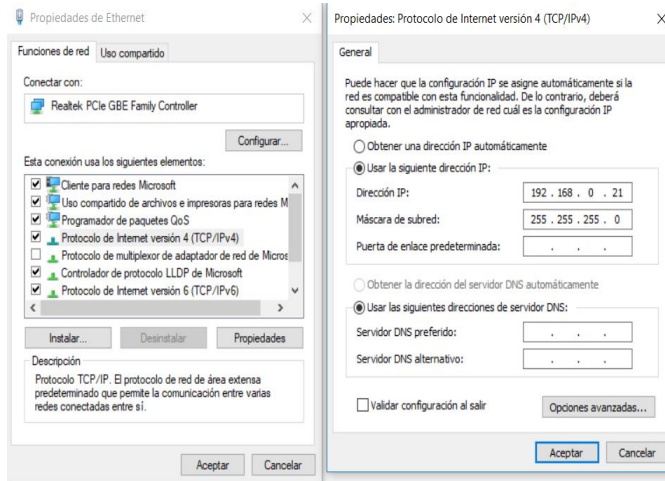 Propiedades de Ethernet
Funciones de red
Uso compartido
Conectar con:
Realtek PCIe GBE Family Controller
Configurar...
Esta conexión usa los siguientes elementos:
Cliente para redes Microsoft
Uso compartido de archivos e impresoras para redes M
Programador de paquetes QoS
Protocolo de Internet versión 4 (TCP/IPv4)
Protocolo de multiplexor de adaptador de red de Micros
Controlador de protocolo LLDP de Microsoft
Protocolo de Internet versión 6 (TCP/IPv6)
Instalar...
Desinstalar
Propiedades
Descripción
Protocolo TCP/IP. El protocolo de red de área extensa
predeterminado que permite la comunicación entre varias
redes conectadas entre sí.
Aceptar
Cancelar
Propiedades: Protocolo de Internet versión 4 (TCP/IPv4)
General
Puede hacer que la configuración IP se asigne automáticamente si la
red es compatible con esta funcionalidad. De lo contrario, deberá
consultar con el administrador de red cuál es la configuración IP
apropiada.
Obtener una dirección IP automáticamente
Usar la siguiente dirección IP:
Dirección IP:
192 . 168 . 0 . 21
Máscara de subred:
255 . 255 . 255 . 0
Puerta de enlace predeterminada:
. . .
Obtener la dirección del servidor DNS automáticamente
Usar las siguientes direcciones de servidor DNS:
Servidor DNS preferido:
. . .
Servidor DNS alternativo:
. . .
Validar configuración al salir
Opciones avanzadas...
Aceptar
Cancelar